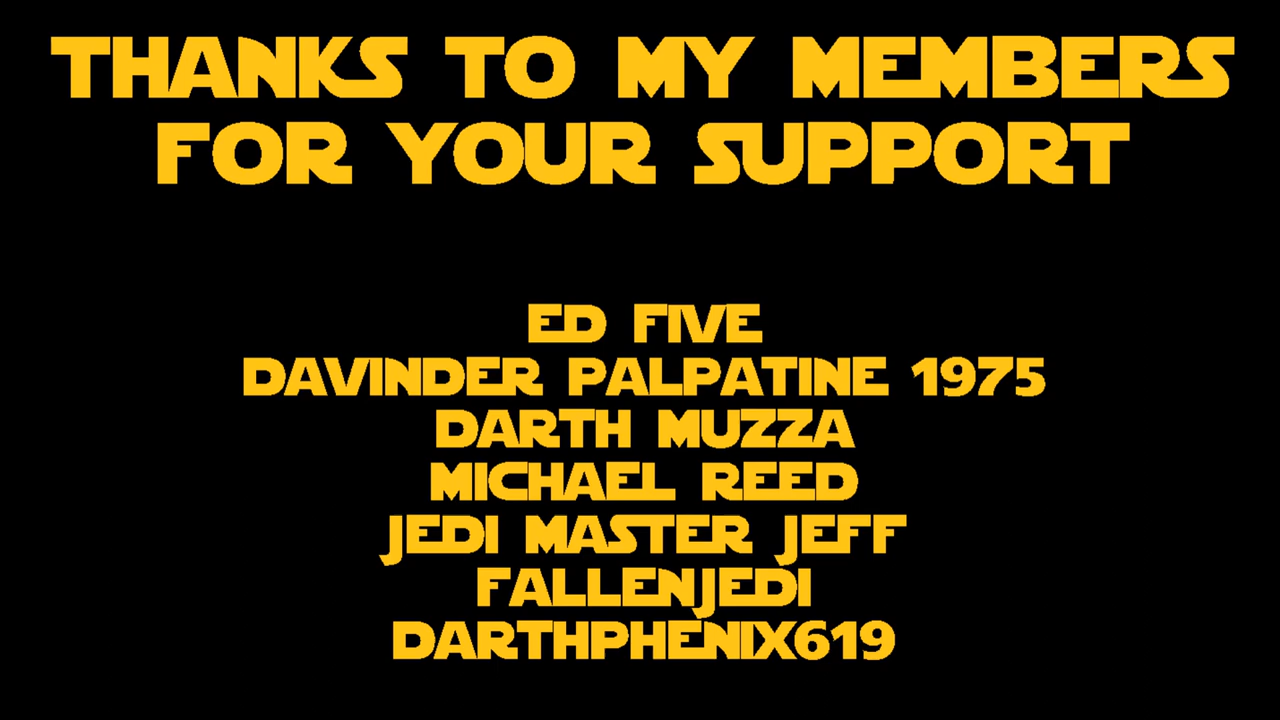 THANKS TO MY MEMBERS
FOR YOUR SUPPORT
ED FIVE
DAVINDER PALPATINE 1975
DARTH MUZZA
MICHAEL REED
JEDI MASTER JEFF
FALLENJEDI
DARTHPHENIX619